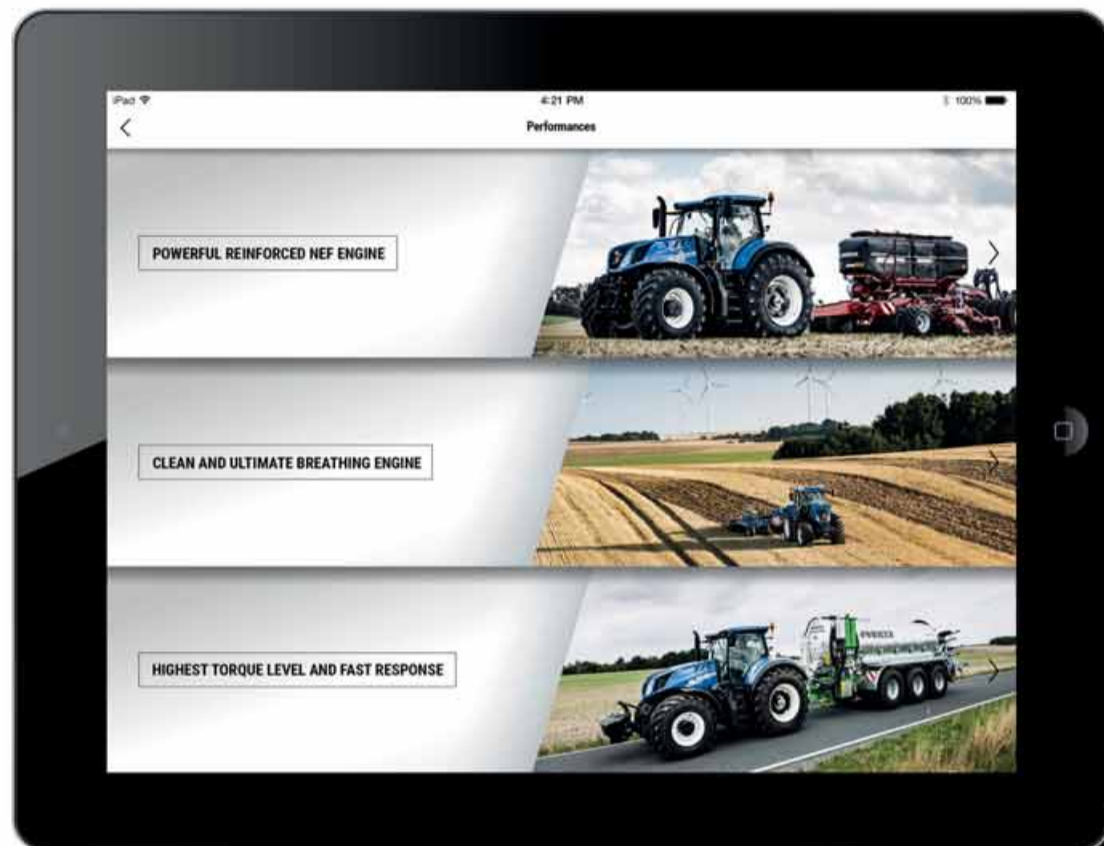 iPad
4:21 PM
100%
Performances
POWERFUL REINFORCED NEF ENGINE
CLEAN AND ULTIMATE BREATHING ENGINE
HIGHEST TORQUE LEVEL AND FAST RESPONSE